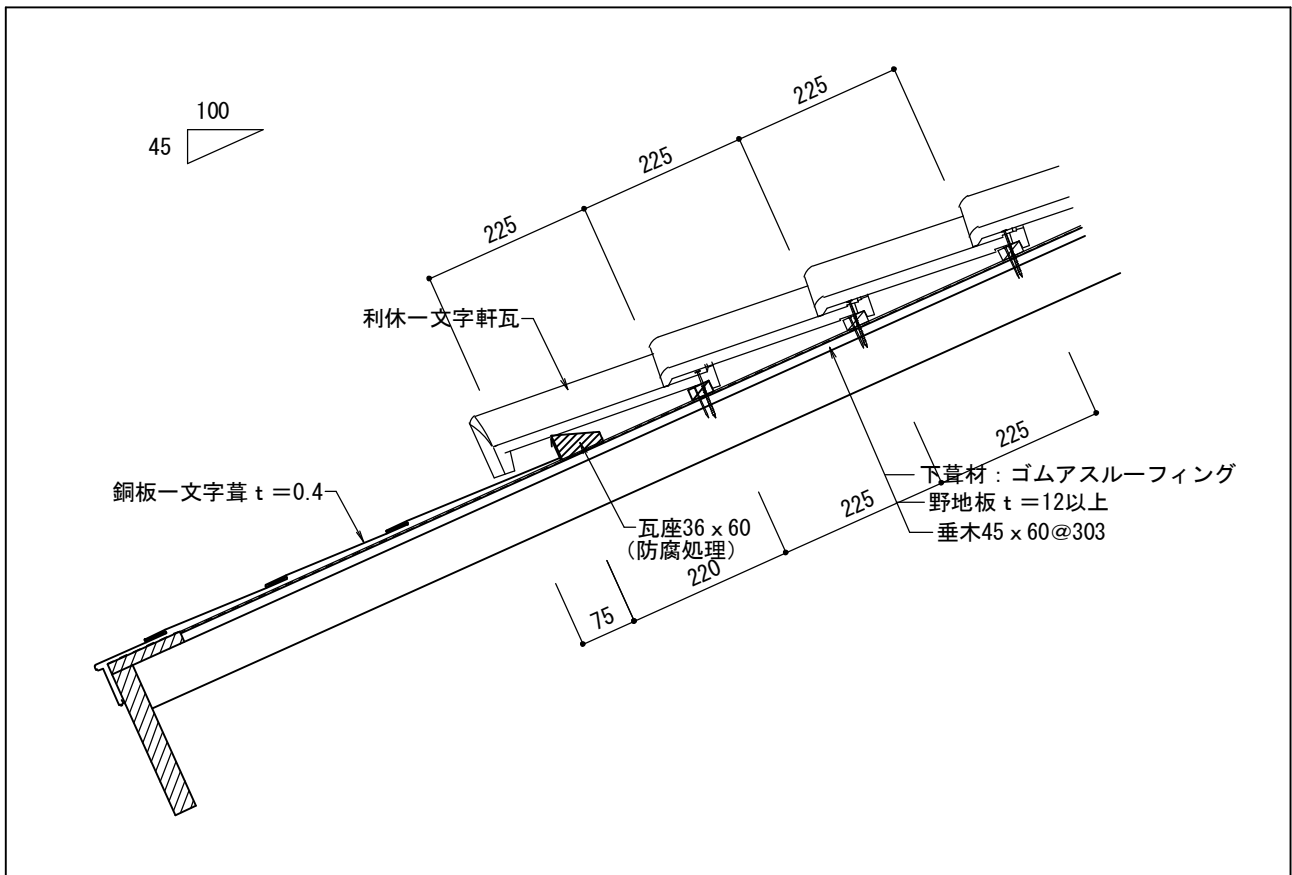 100
45
225
225
225
利休一文字軒瓦
銅板一文字葺 t =0.4
瓦座36 x 60
(防腐処理)
下葺材:ゴムアスルーフィング
野地板 t =12以上
垂木45 x 60@303
75
220
225
225